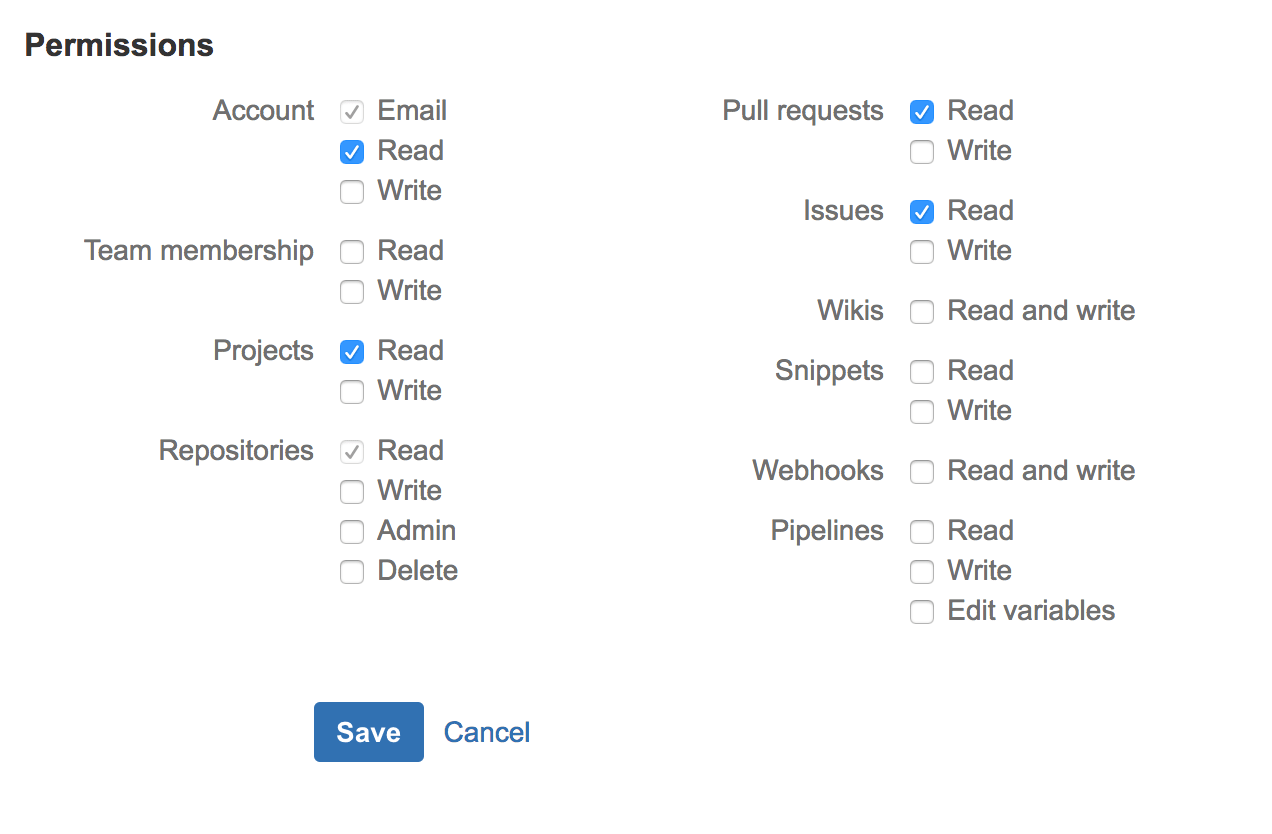 Permissions
Account Email
Read
Write
Team membership Read
Write
Projects Read
Write
Repositories Read
Write
Admin
Delete
Pull requests Read
Write
Issues Read
Write
Wikis Read and write
Snippets Read
Write
Webhooks Read and write
Pipelines Read
Write
Edit variables
Save Cancel